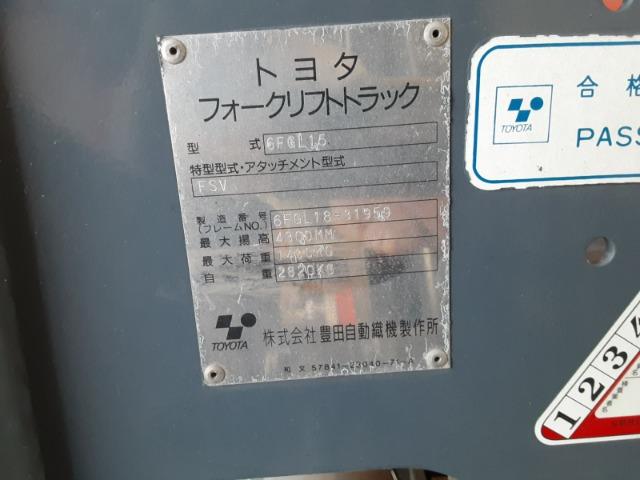 トヨタ
フォークリフトトラック
型 式 6FGL15
特型型式・アタッチメント型式
FSV
製造番号
(フレームNO.)
最大揚高 4300MM
最大荷重
自 重 2820KG
TOYOTA 株式会社豊田自動織機製作所
TOYOTA
合格
PASS
1 2 3 4